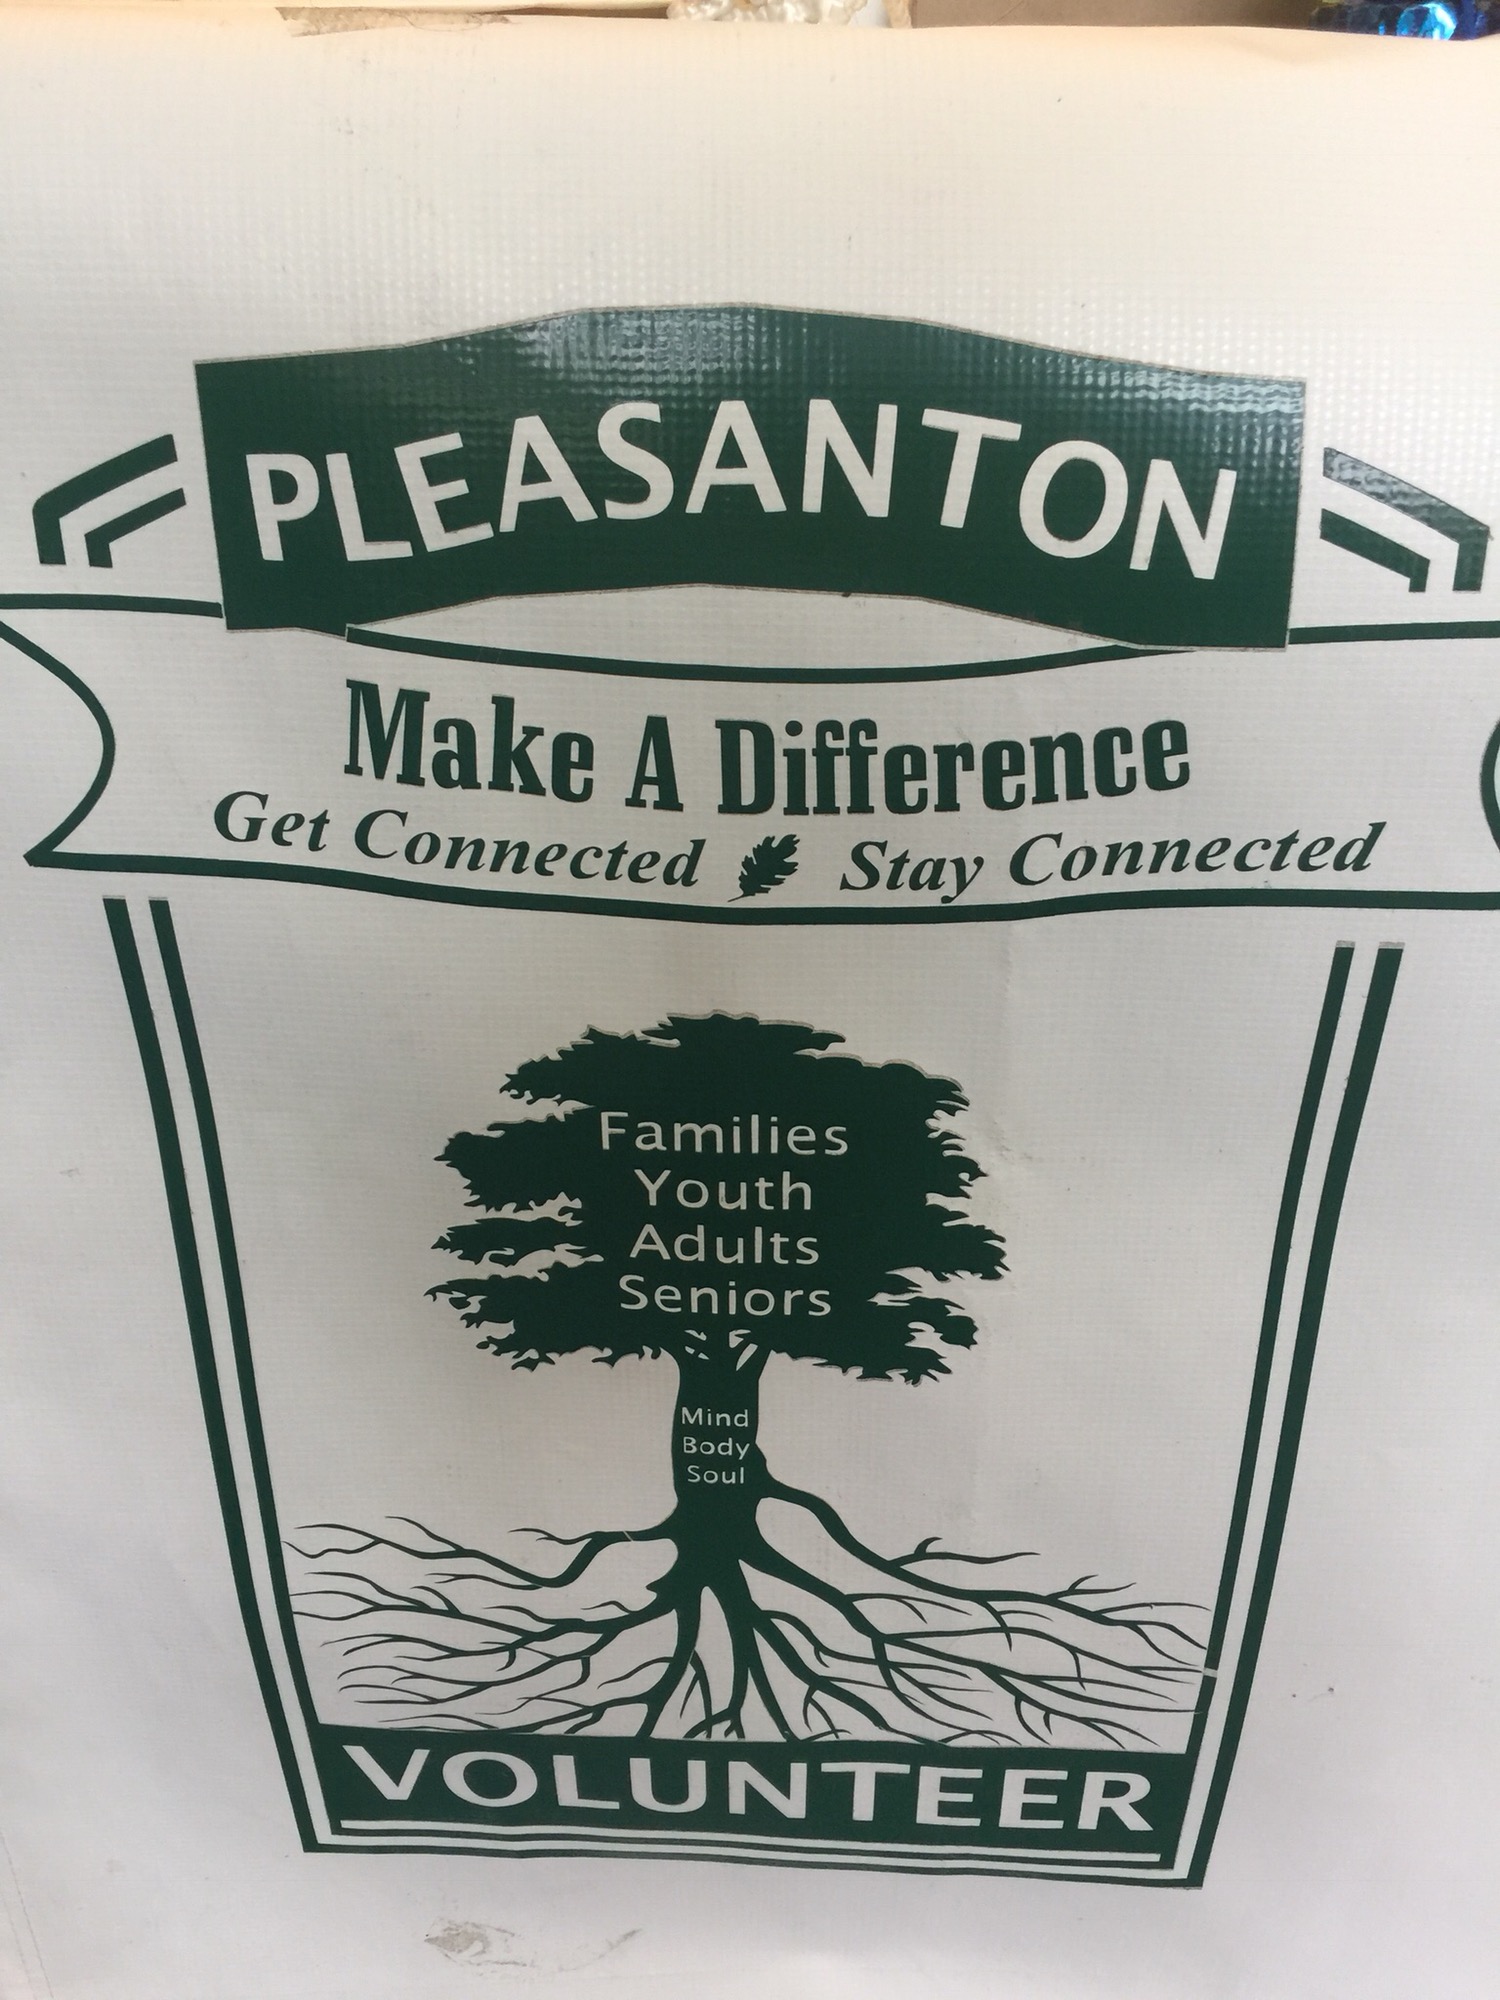 PLEASANTON
Make A Difference
Get Connected Stay Connected
Families
Youth
Adults
Seniors
Mind
Body
Soul
VOLUNTEER